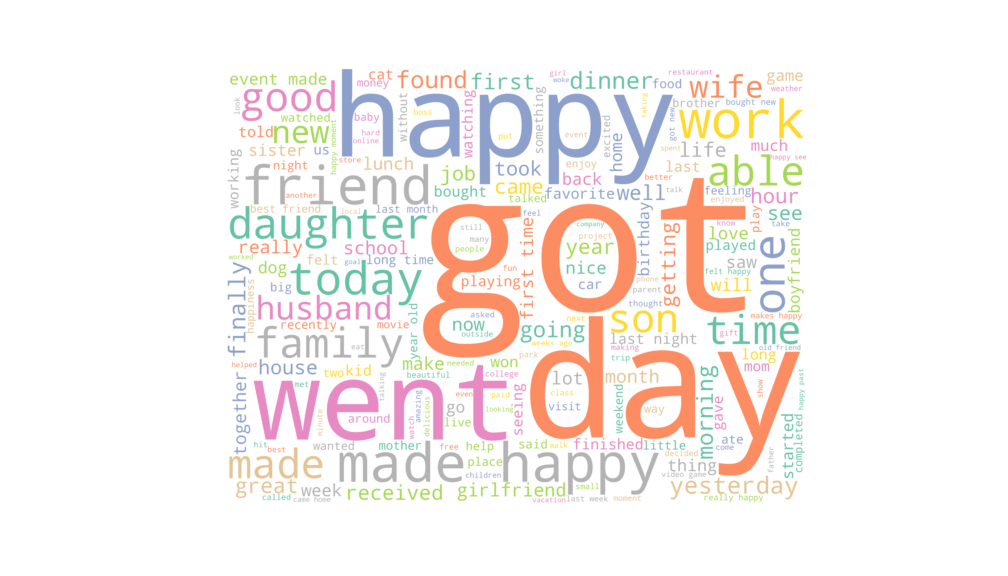 event made
cat
found
first
dinner
girl
woke
restaurant
weather
food
wife
game
look
good
money
happy
watching
without
something
taking
brother
bought new
work
watched
baby
boss
put
event
excited
got new
told
new
hard
online
home
spent
much
happy see
sister
us
happy moment
night
store
lunch
job
took
enjoy
life
last
better
able
working
friend
another
bought
came
back
favorite
well
talk
feeling
enjoyed
hour
best friend
local
last month
talked
feel
birthday
love
know
play
see
take
daughter
got
still
many
people
company
project
year
played
one
boyfriend
really
felt
school
long time
fun
first time
nice
phone
parent
getting
saw
will
felt happy
worked
dog
goal
playing
car
today
big
thought
makes happy
finally
happiness
husband
now
asked
outside
going
next
son
gift
time
recently
movie
year old
weeks ago
making
last night
old friend
family
eat
make
needed
won
park
trip
long
mom
helped
house
two
kid
beautiful
college
day
lot
month
morning
show
happy past
together
met
went
talking
amazing
delicious
even
paid
class
seeing
visit
weekend
way
gave
minute
around
watch
go
live
looking
hit
best
wanted
mother
free
help
said
walk
finished
little
ate
come
started
completed
made
made happy
place
decided
thing
father
children
video game
great
week
received
girlfriend
small
yesterday
called
came home
vacation
last week
moment
really happy